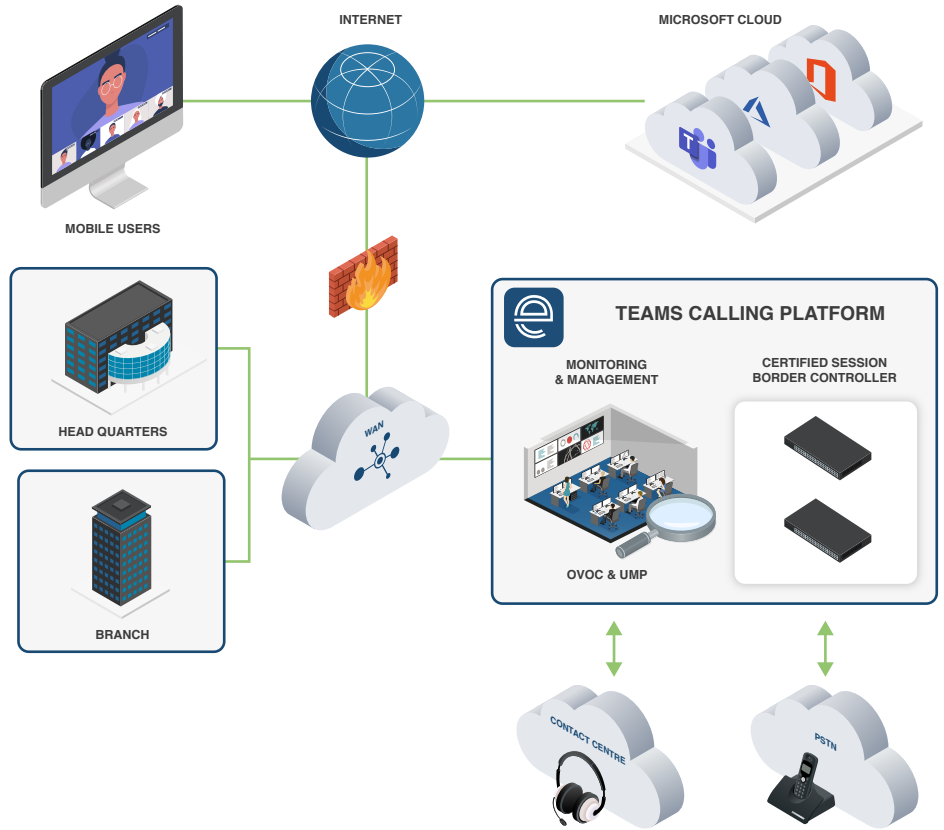 INTERNET
MICROSOFT CLOUD
T
MOBILE USERS
TEAMS CALLING PLATFORM
MONITORING
& MANAGEMENT
CERTIFIED SESSION
BORDER CONTROLLER
HEAD QUARTERS
WAN
OVOC & UMP
BRANCH
CONTACT CENTRE
PSTN